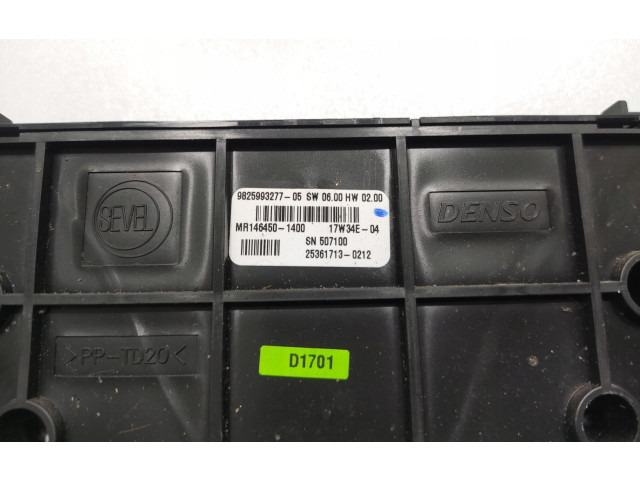 SEVEL
9825993277-05 SW 06.00 HW 02.00
MR146450-1400 17W34E-04
SN 507100
25361713-0212
DENSO
>PP-TD20<
D1701